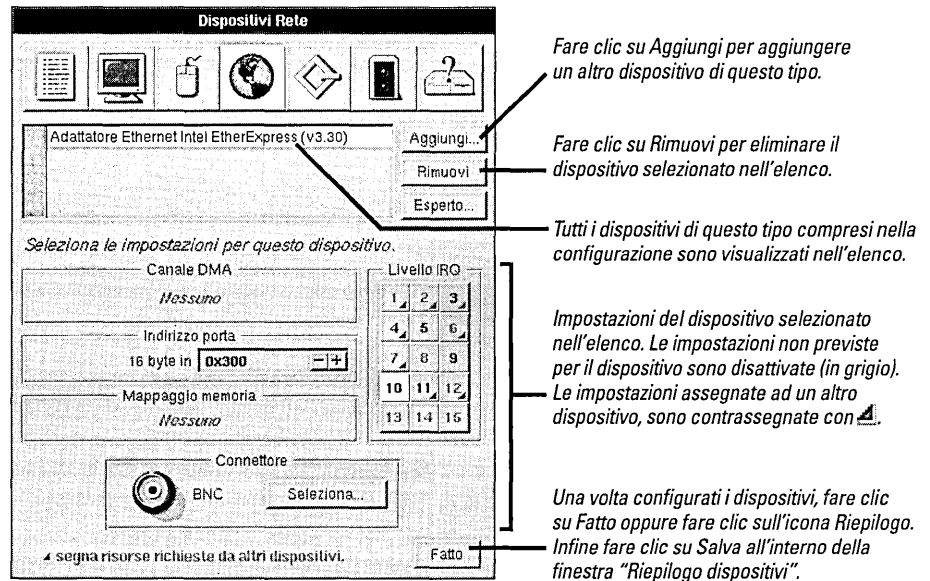 Dispositivi Rete
Adattatore Ethernet Intel EtherExpress (v3.30)
Aggiungi...
Rimuovi
Esperto...
Seleziona le impostazioni per questo dispositivo.
Canale DMA
Nessuno
Indirizzo porta
16 byte in 0x300
Mappaggio memoria
Nessuno
Livello IRQ
1 2 3
4 5 6
7 8 9
10 11 12
13 14 15
Connettore
BNC
Seleziona...
segna risorse richieste da altri dispositivi.
Fatto
Fare clic su Aggiungi per aggiungere
un altro dispositivo di questo tipo.
Fare clic su Rimuovi per eliminare il
dispositivo selezionato nell'elenco.
Tutti i dispositivi di questo tipo compresi nella
configurazione sono visualizzati nell'elenco.
Impostazioni del dispositivo selezionato
nell'elenco. Le impostazioni non previste
per il dispositivo sono disattivate (in grigio).
Le impostazioni assegnate ad un altro
dispositivo, sono contrassegnate con .
Una volta configurati i dispositivi, fare clic
su Fatto oppure fare clic sull'icona Riepilogo.
Infine fare clic su Salva all'interno della
finestra "Riepilogo dispositivi".